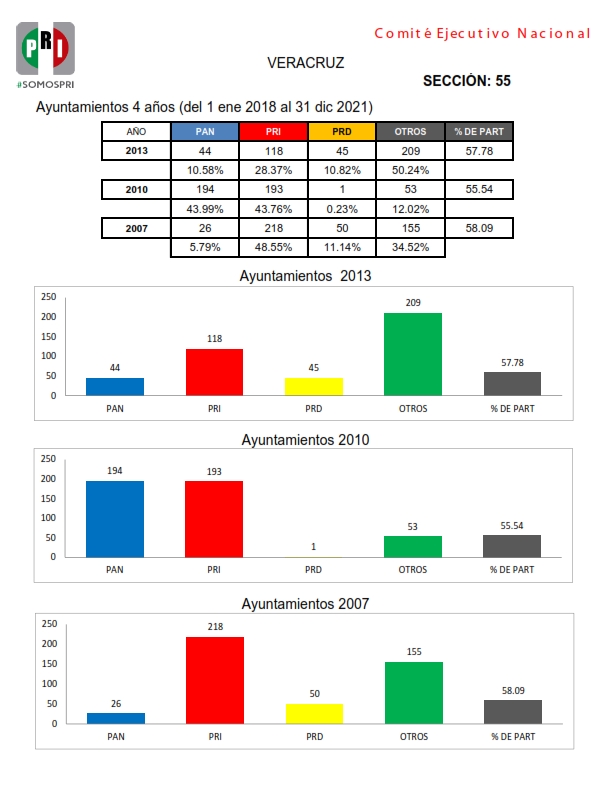 Comité Ejecutivo Nacional
PRI
#SOMOSPRI
VERACRUZ
SECCIÓN: 55
Ayuntamientos 4 años (del 1 ene 2018 al 31 dic 2021)
AÑO PAN PRI PRD OTROS % DE PART
2013 44 118 45 209 57.78
10.58% 28.37% 10.82% 50.24%
2010 194 193 1 53 55.54
43.99% 43.76% 0.23% 12.02%
2007 26 218 50 155 58.09
5.79% 48.55% 11.14% 34.52%
Ayuntamientos 2013
250
209
200
150
118
100
57.78
44
45
50
0
PAN PRI PRD OTROS % DE PART
Ayuntamientos 2010
250
194 193
200
150
100
53 55.54
50
1
0
PAN PRI PRD OTROS % DE PART
Ayuntamientos 2007
250
218
200
155
150
100
58.09
50
50
26
0
PAN PRI PRD OTROS % DE PART